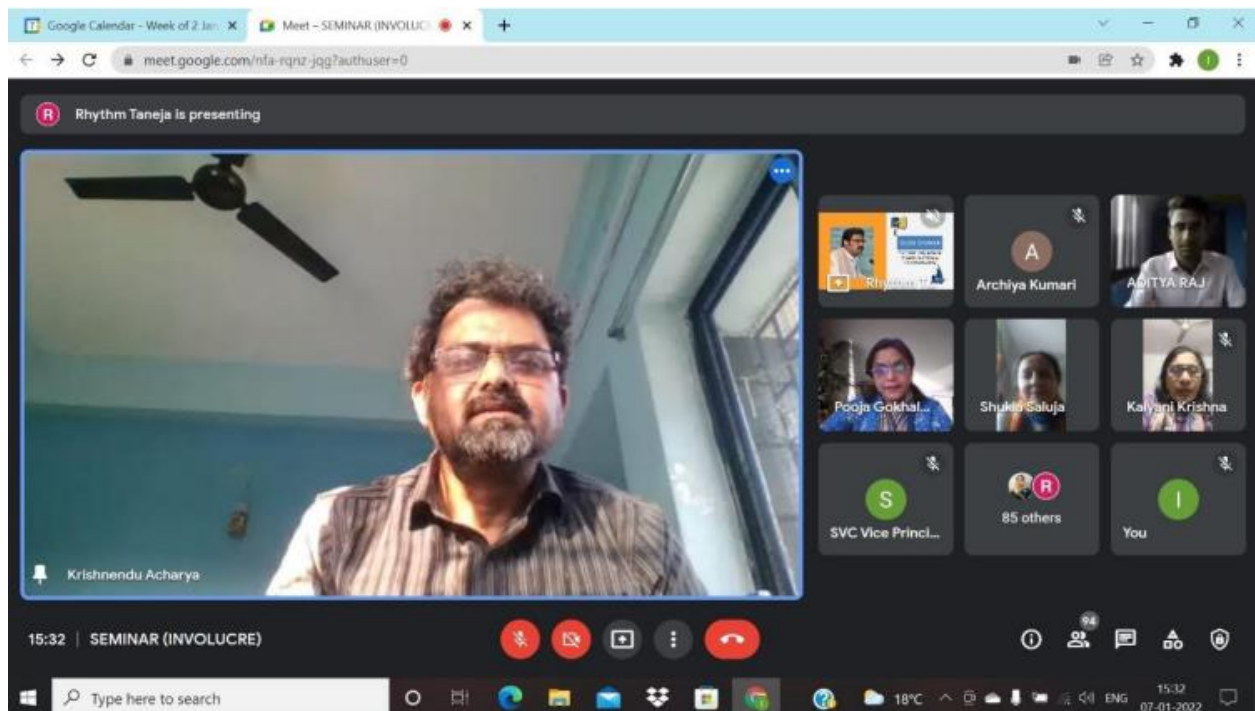 Google Calendar - Week of 2 Jan
Meet – SEMINAR (INVOLUC
meet.google.com/nfa-rqnz-jqg?authuser=0
R
Rhythm Taneja is presenting
Krishnendu Acharya
Rhythm T...
A
Archiya Kumari
ADITYA RAJ
Pooja Gokhal...
Shukla Saluja
Kalyani Krishna
S
SVC Vice Princi...
R
85 others
I
You
15:32 | SEMINAR (INVOLUCRE)
94
Type here to search
18°C
ENG
15:32
07-01-2022